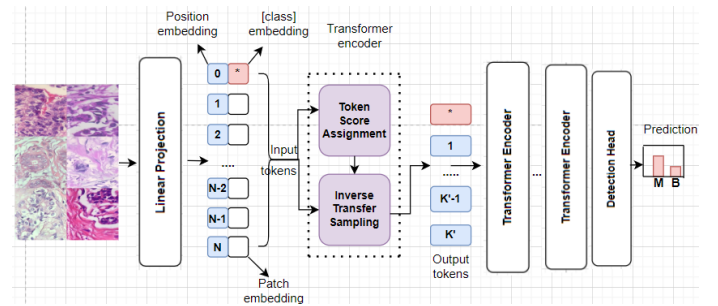 Position
embedding
[class]
embedding
Transformer
encoder
Linear Projection
0
*
1
2
....
N-2
N-1
N
Patch
embedding
Input
tokens
Token
Score
Assignment
Inverse
Transfer
Sampling
*
1
.....
K'-1
K'
Output
tokens
Transformer Encoder
...
Transformer Encoder
Detection Head
Prediction
M B